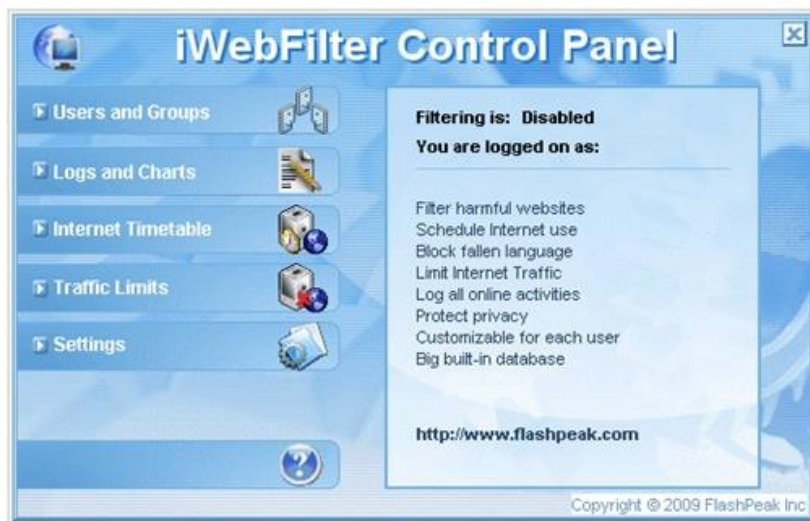 iWebFilter Control Panel
Users and Groups
Logs and Charts
Internet Timetable
Traffic Limits
Settings
Filtering is: Disabled
You are logged on as:
Filter harmful websites
Schedule Internet use
Block fallen language
Limit Internet Traffic
Log all online activities
Protect privacy
Customizable for each user
Big built-in database
http://www.flashpeak.com
Copyright © 2009 FlashPeak Inc